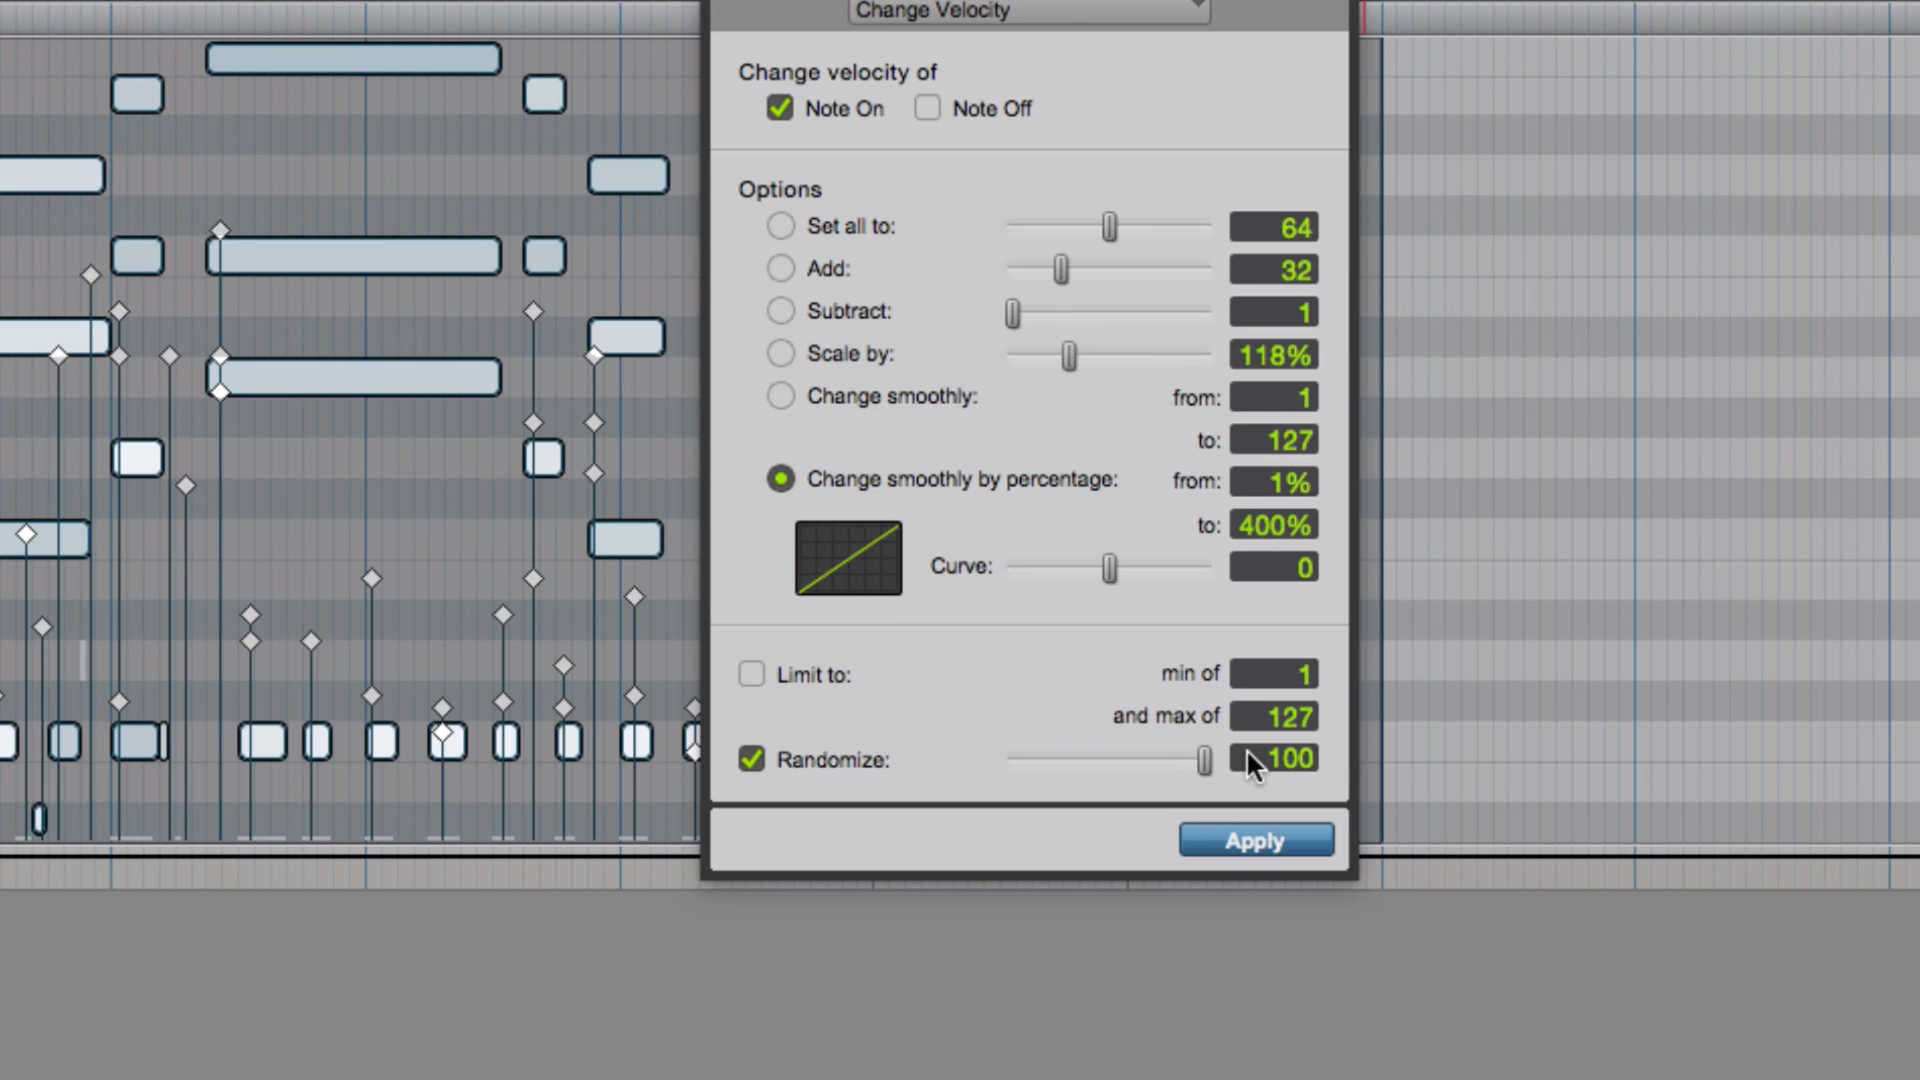 Change Velocity
Change velocity of
Note On Note Off
Options
Set all to: 64
Add: 32
Subtract: 1
Scale by: 118%
Change smoothly: from: 1
to: 127
Change smoothly by percentage: from: 1%
to: 400%
Curve: 0
Limit to: min of 1
and max of 127
Randomize: 100
Apply